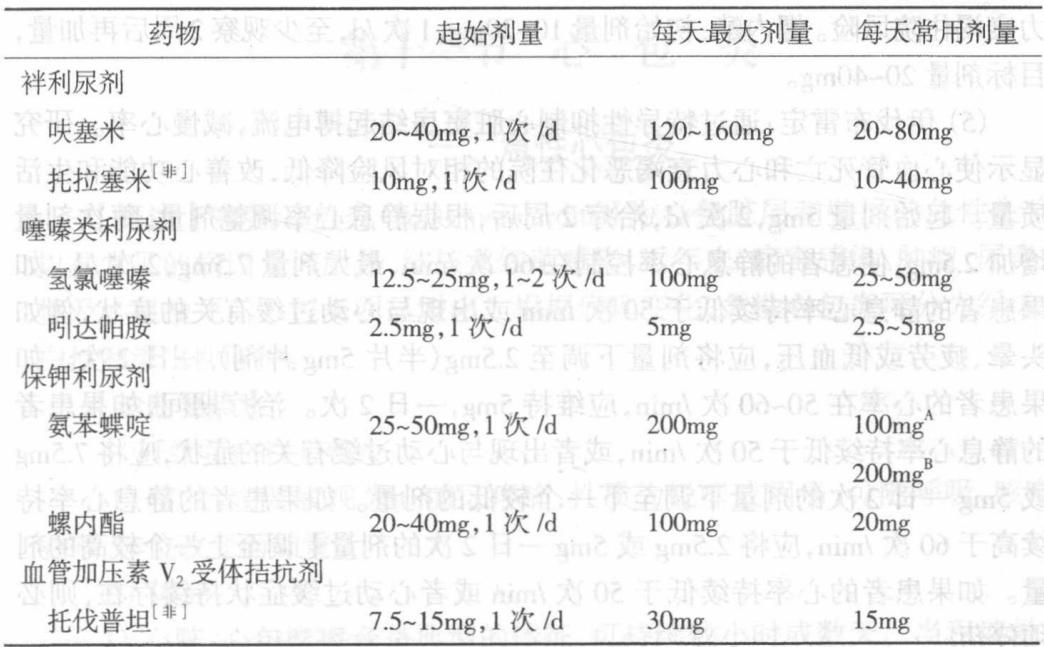 药物 起始剂量 每天最大剂量 每天常用剂量
袢利尿剂
呋塞米 20~40mg,1 次 /d 120~160mg 20~80mg
托拉塞米[非] 10mg,1 次 /d 100mg 10~40mg
噻嗪类利尿剂
氢氯噻嗪 12.5~25mg,1~2 次 /d 100mg 25~50mg
吲达帕胺 2.5mg,1 次 /d 5mg 2.5~5mg
保钾利尿剂
氨苯蝶啶 25~50mg,1 次 /d 200mg 100mgA
200mgB
螺内酯 20~40mg,1 次 /d 100mg 20mg
血管加压素 V2 受体拮抗剂
托伐普坦[非] 7.5~15mg,1 次 /d 30mg 15mg